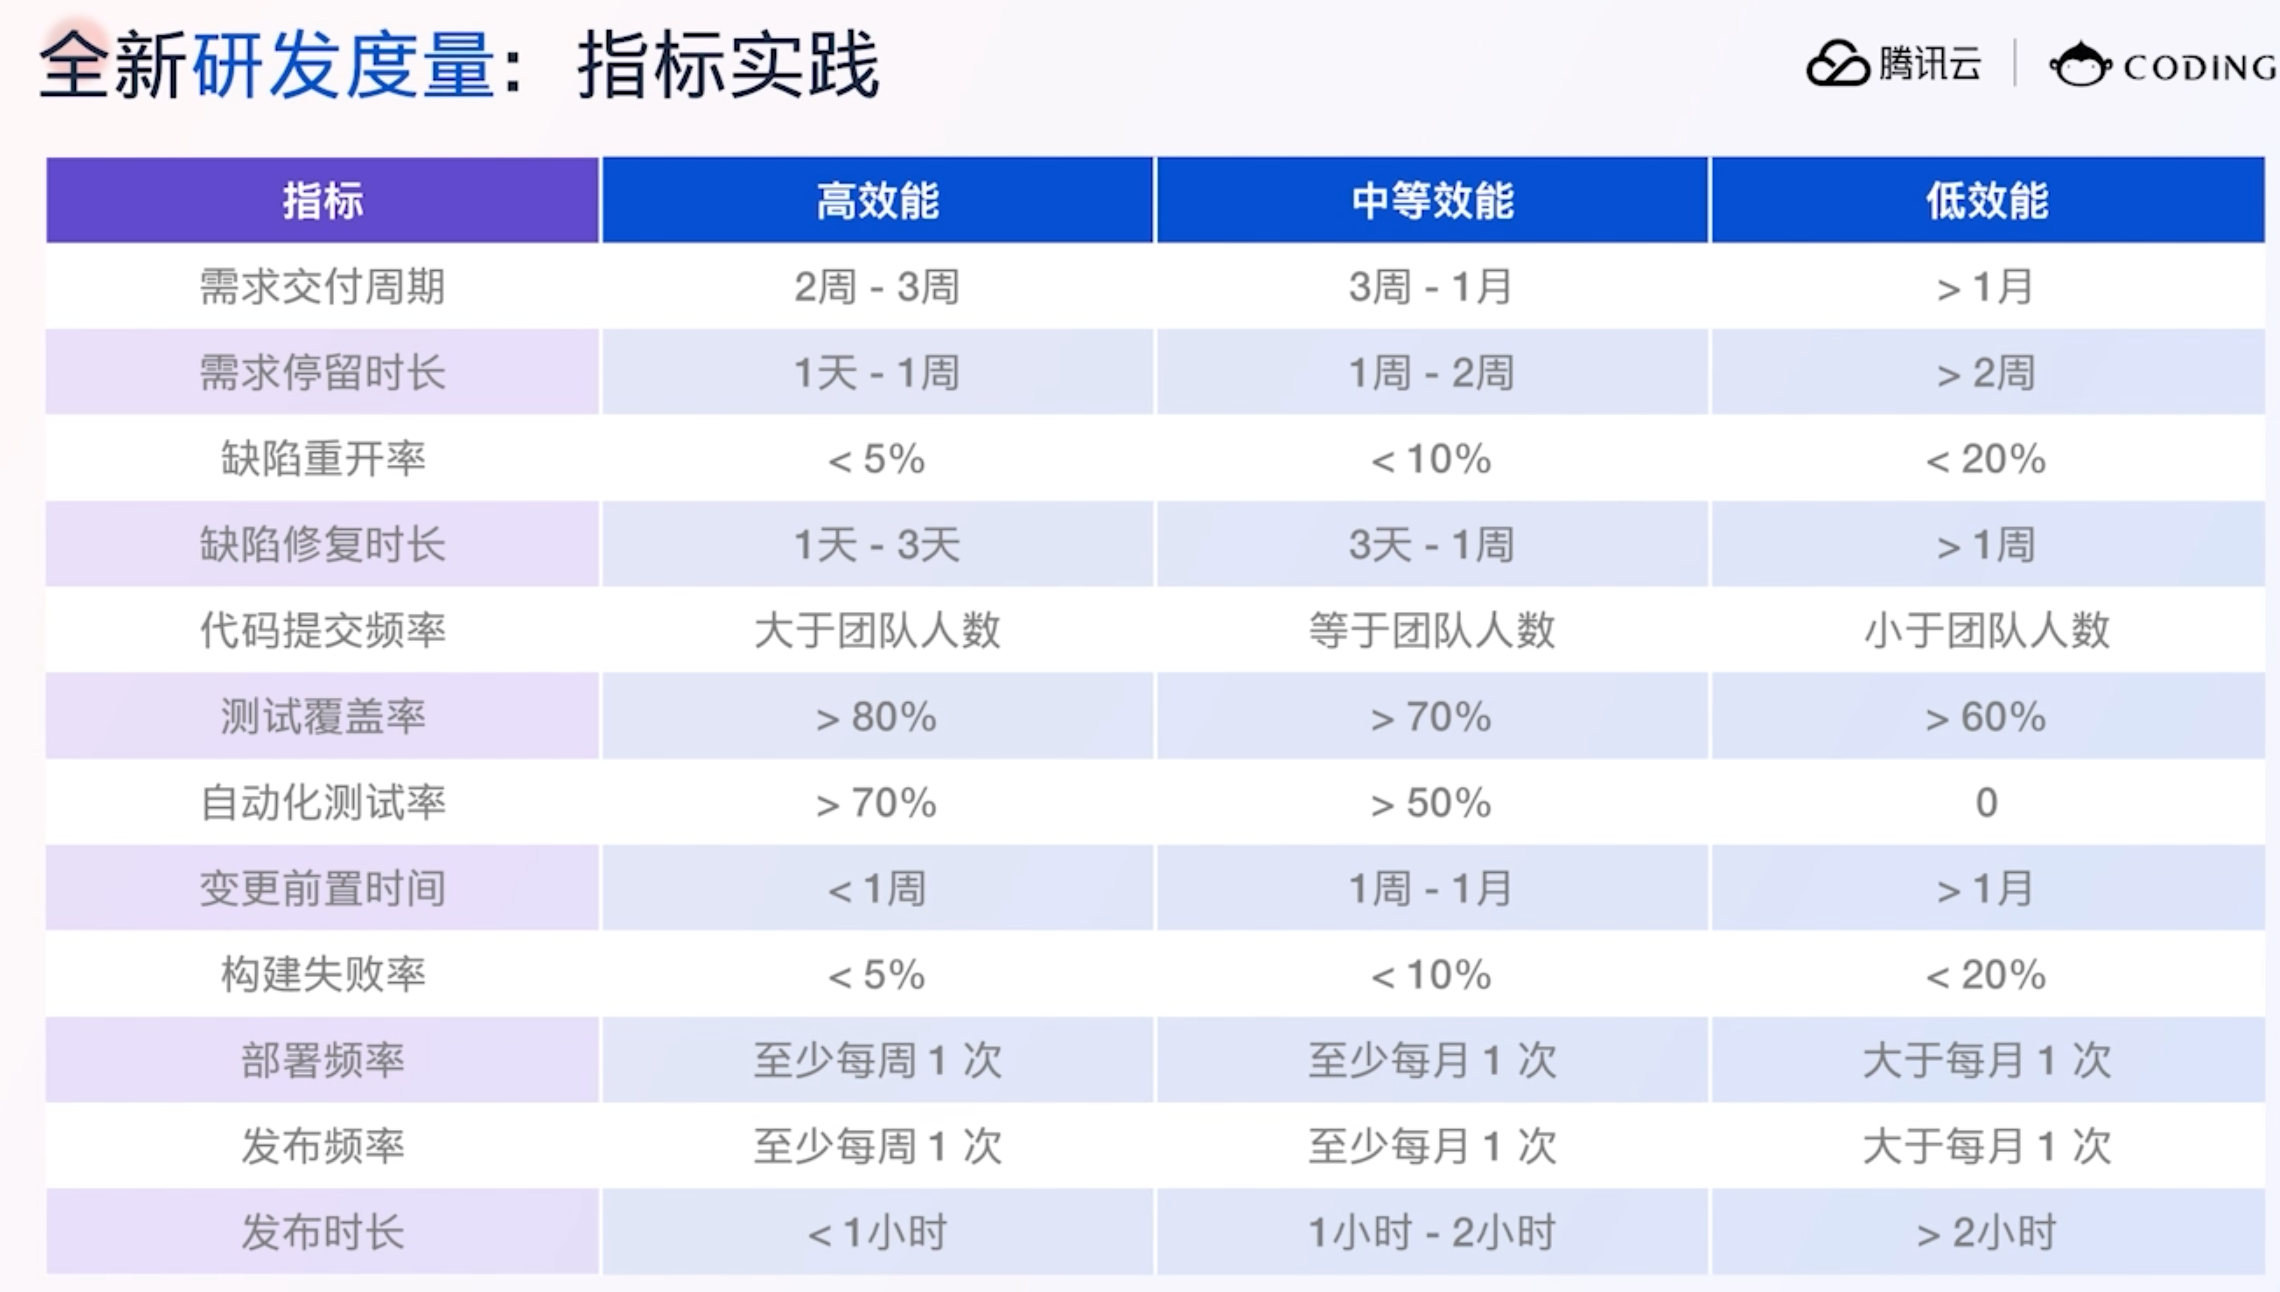 全新研发度量：指标实践
腾讯云 | CODING
指标 高效能 中等效能 低效能
需求交付周期 2周 - 3周 3周 - 1月 > 1月
需求停留时长 1天 - 1周 1周 - 2周 > 2周
缺陷重开率 < 5% < 10% < 20%
缺陷修复时长 1天 - 3天 3天 - 1周 > 1周
代码提交频率 大于团队人数 等于团队人数 小于团队人数
测试覆盖率 > 80% > 70% > 60%
自动化测试率 > 70% > 50% 0
变更前置时间 < 1周 1周 - 1月 > 1月
构建失败率 < 5% < 10% < 20%
部署频率 至少每周 1 次 至少每月 1 次 大于每月 1 次
发布频率 至少每周 1 次 至少每月 1 次 大于每月 1 次
发布时长 < 1小时 1小时 - 2小时 > 2小时